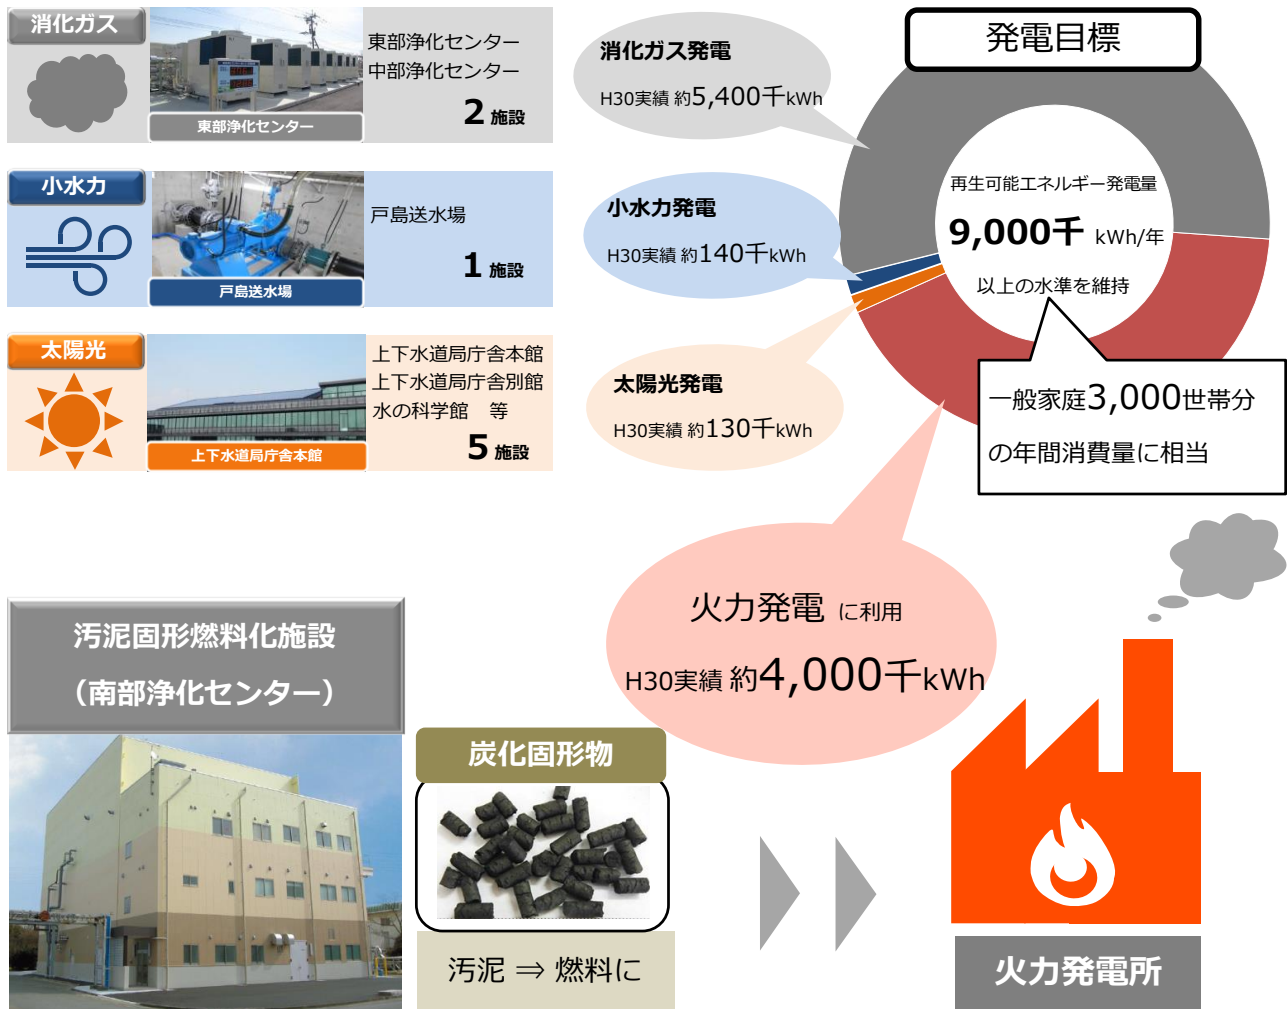 消化ガス
東部浄化センター
中部浄化センター
2 施設
東部浄化センター
小水力
戸島送水場
1 施設
戸島送水場
太陽光
上下水道局庁舎本館
上下水道局庁舎別館
水の科学館　等
5 施設
上下水道局庁舎本館
消化ガス発電
H30実績 約5,400千kWh
小水力発電
H30実績 約140千kWh
太陽光発電
H30実績 約130千kWh
発電目標
再生可能エネルギー発電量
9,000千 kWh/年
以上の水準を維持
一般家庭3,000世帯分
の年間消費量に相当
火力発電 に利用
H30実績 約4,000千kWh
汚泥固形燃料化施設
（南部浄化センター）
炭化固形物
汚泥 ⇒ 燃料に
火力発電所